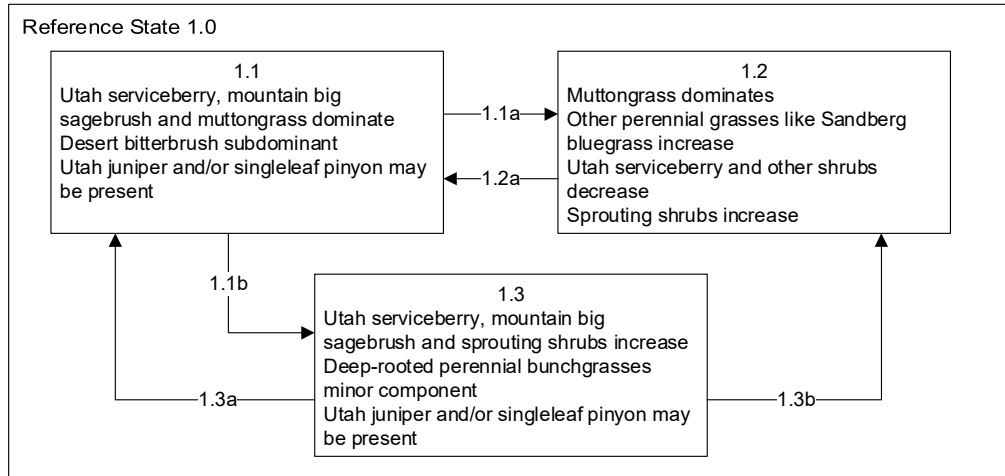 Reference State 1.0
1.1
Utah serviceberry, mountain big
sagebrush and muttongrass dominate
Desert bitterbrush subdominant
Utah juniper and/or singleleaf pinyon may
be present
1.1a
1.2a
1.2
Muttongrass dominates
Other perennial grasses like Sandberg
bluegrass increase
Utah serviceberry and other shrubs
decrease
Sprouting shrubs increase
1.1b
1.3
Utah serviceberry, mountain big
sagebrush and sprouting shrubs increase
Deep-rooted perennial bunchgrasses
minor component
Utah juniper and/or singleleaf pinyon may
be present
1.3a
1.3b